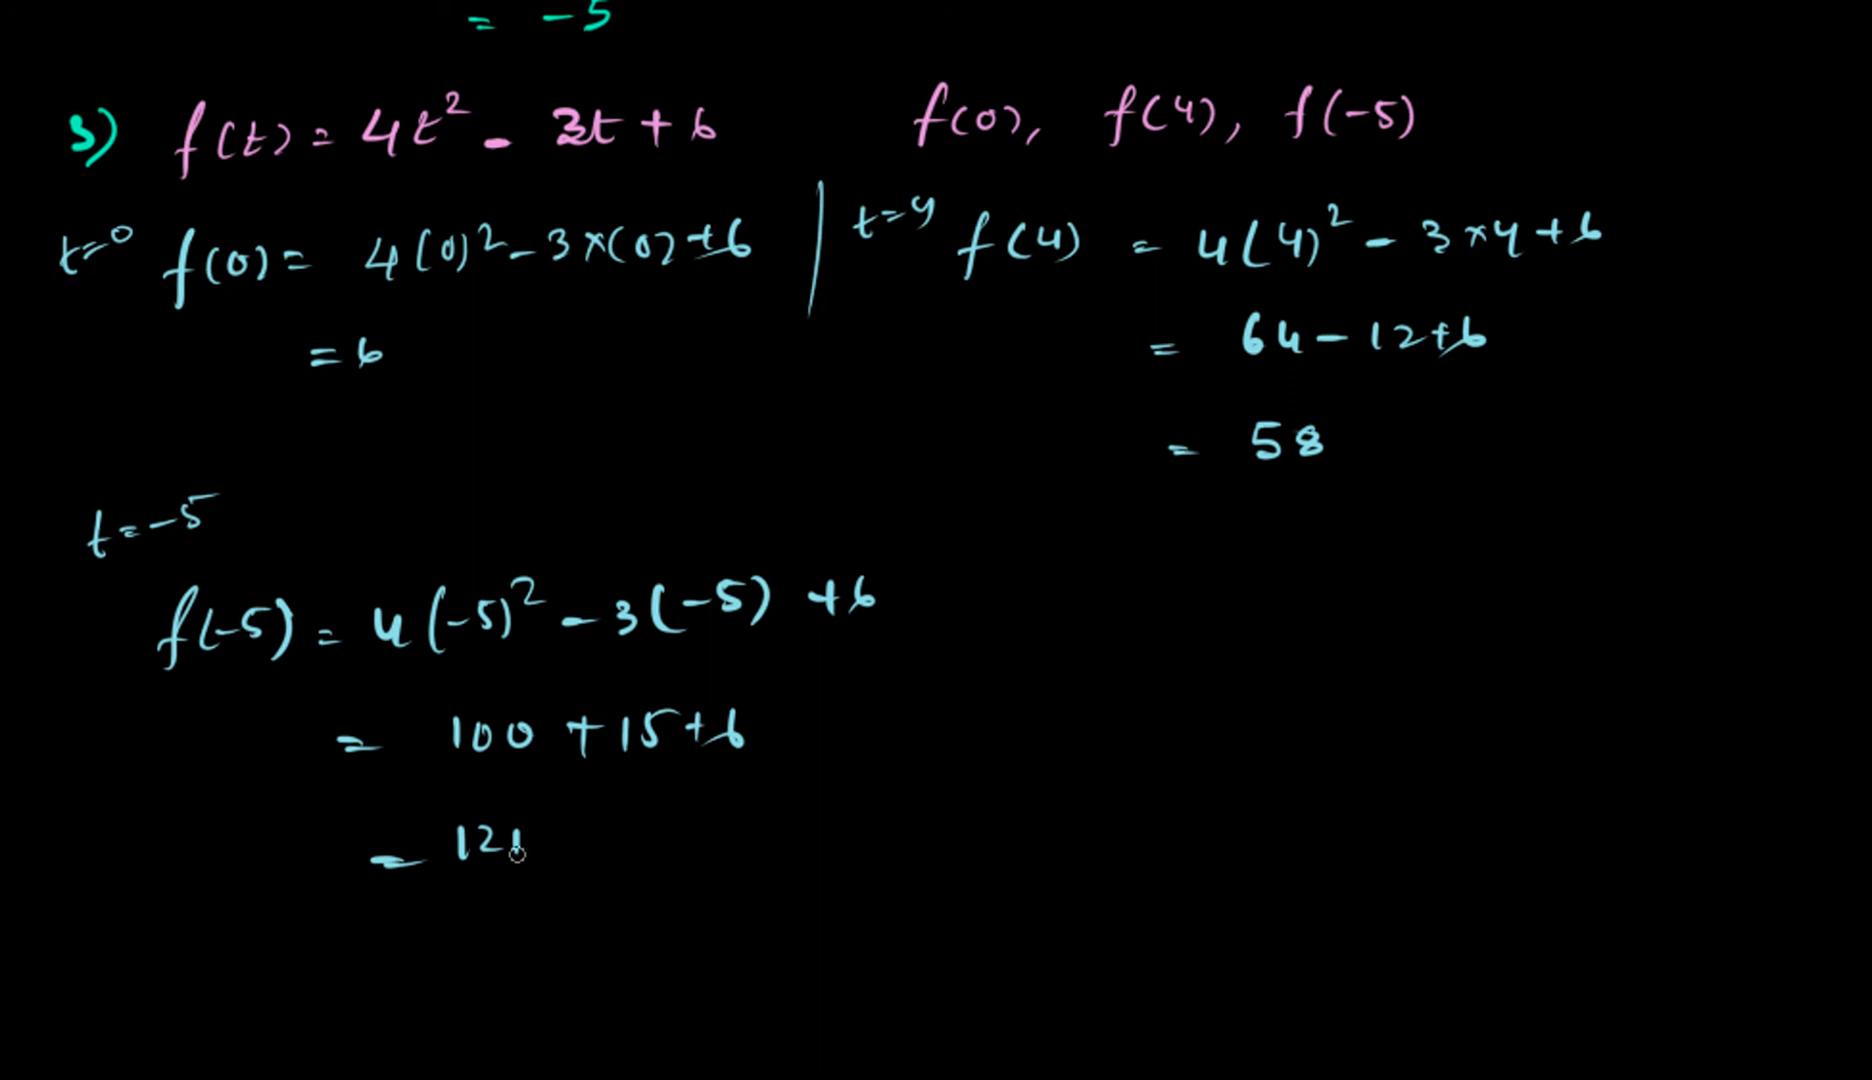 = -5
3) f(t) = 4t² - 3t + 6 f(0), f(4), f(-5)
t=0 f(0) = 4(0)² - 3×(0) + 6
= 6
t=4 f(4) = 4(4)² - 3×4 + 6
= 64 - 12 + 6
= 58
t = -5
f(-5) = 4(-5)² - 3(-5) + 6
= 100 + 15 + 6
= 121